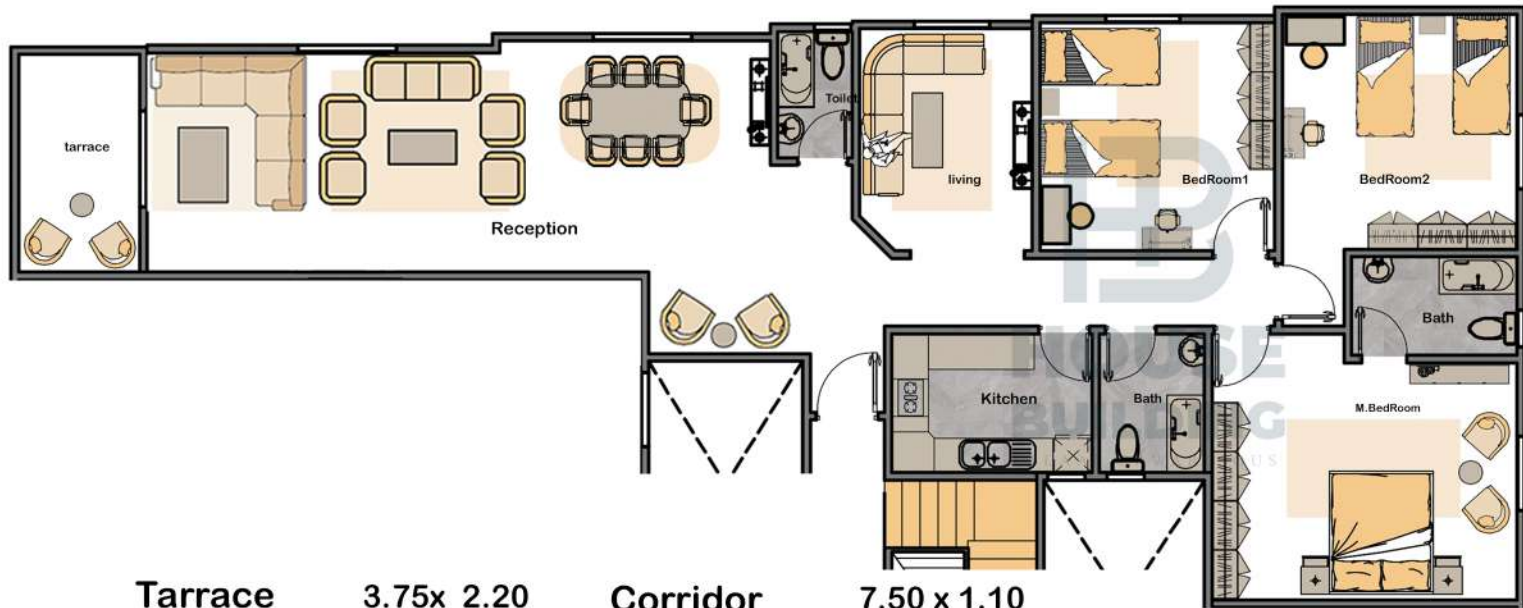 tarrace
Toilet
living
BedRoom1
BedRoom2
Reception
Bath
HOUSE
Kitchen
Bath
M.BedRoom
BUILDING
Tarrace 3.75x 2.20 Corridor 7.50 x 1.10